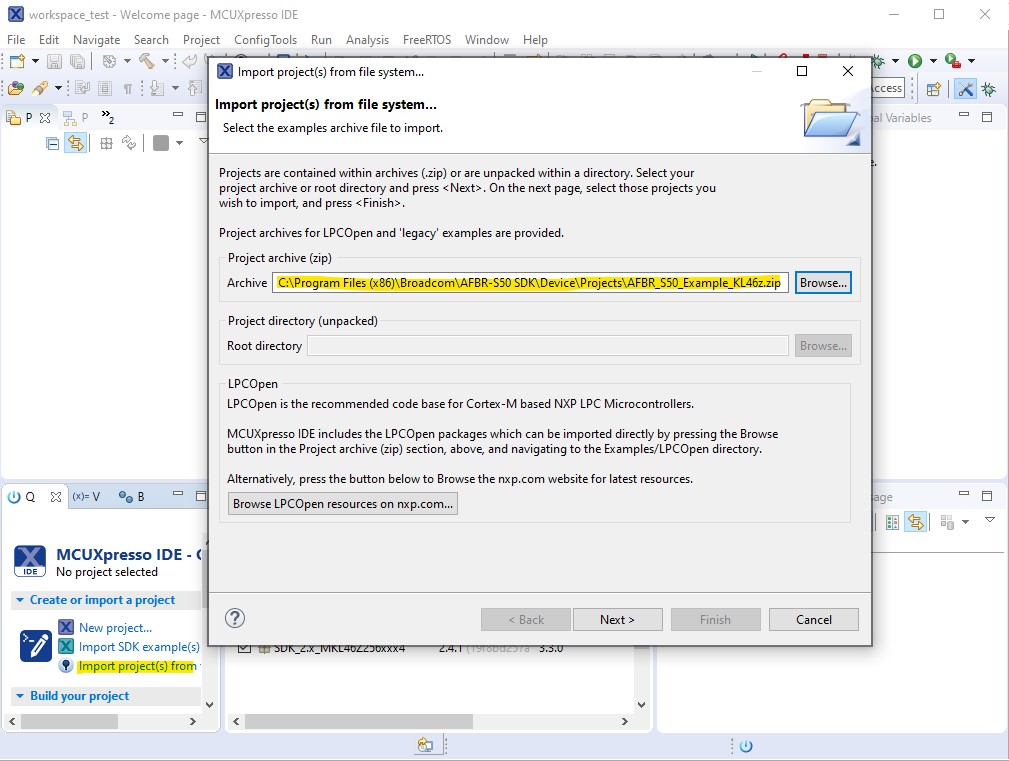 workspace_test - Welcome page - MCUXpresso IDE
File Edit Navigate Search Project ConfigTools Run Analysis FreeRTOS Window Help
Access
P
P
2
al Variables
Import project(s) from file system...
Import project(s) from file system...
Select the examples archive file to import.
Projects are contained within archives (.zip) or are unpacked within a directory. Select your
project archive or root directory and press <Next>. On the next page, select those projects you
wish to import, and press <Finish>.
Project archives for LPCOpen and 'legacy' examples are provided.
Project archive (zip)
Archive C:\Program Files (x86)\Broadcom\AFBR-S50 SDK\Device\Projects\AFBR_S50_Example_KL46z.zip Browse...
Project directory (unpacked)
Root directory Browse...
LPCOpen
LPCOpen is the recommended code base for Cortex-M based NXP LPC Microcontrollers.
MCUXpresso IDE includes the LPCOpen packages which can be imported directly by pressing the Browse
button in the Project archive (zip) section, above, and navigating to the Examples/LPCOpen directory.
Alternatively, press the button below to Browse the nxp.com website for latest resources.
Browse LPCOpen resources on nxp.com...
? < Back Next > Finish Cancel
Q (x)= V B
sage
IDE
MCUXpresso IDE -
No project selected
Create or import a project
New project...
Import SDK example(s)
Import project(s) from
Build your project
SDK_2.x_MKL46Z256xxx4 2.4.1 (19f8bd257a 3.3.0